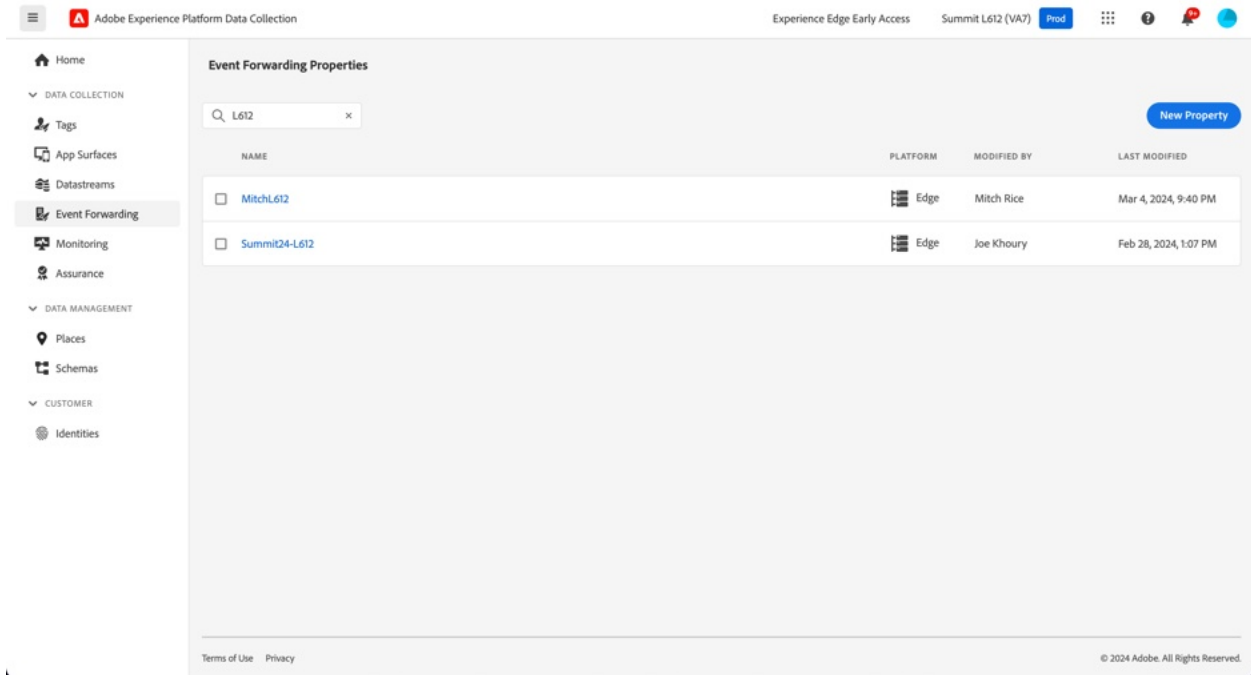 Adobe Experience Platform Data Collection
Experience Edge Early Access
Summit L612 (VA7)
Prod
9+
Home
DATA COLLECTION
Tags
App Surfaces
Datastreams
Event Forwarding
Monitoring
Assurance
DATA MANAGEMENT
Places
Schemas
CUSTOMER
Identities
Event Forwarding Properties
L612
New Property
NAME PLATFORM MODIFIED BY LAST MODIFIED
MitchL612 Edge Mitch Rice Mar 4, 2024, 9:40 PM
Summit24-L612 Edge Joe Khoury Feb 28, 2024, 1:07 PM
Terms of Use Privacy
© 2024 Adobe. All Rights Reserved.